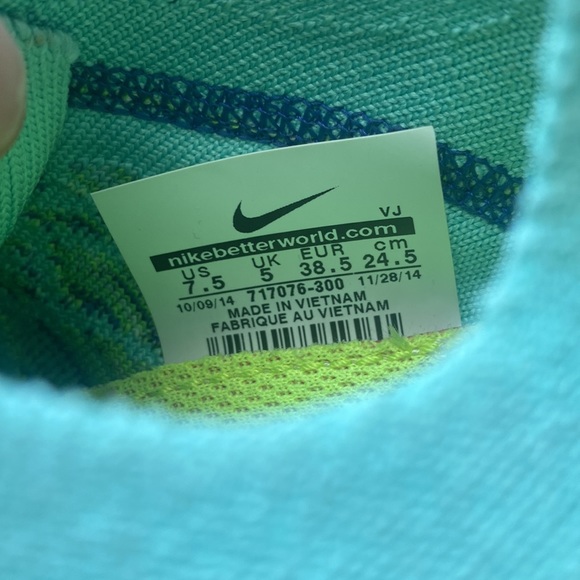 VJ
nikebetterworld.com
US UK EUR cm
7.5 5 38.5 24.5
10/09/14 717076-300 11/28/14
MADE IN VIETNAM
FABRIQUE AU VIETNAM